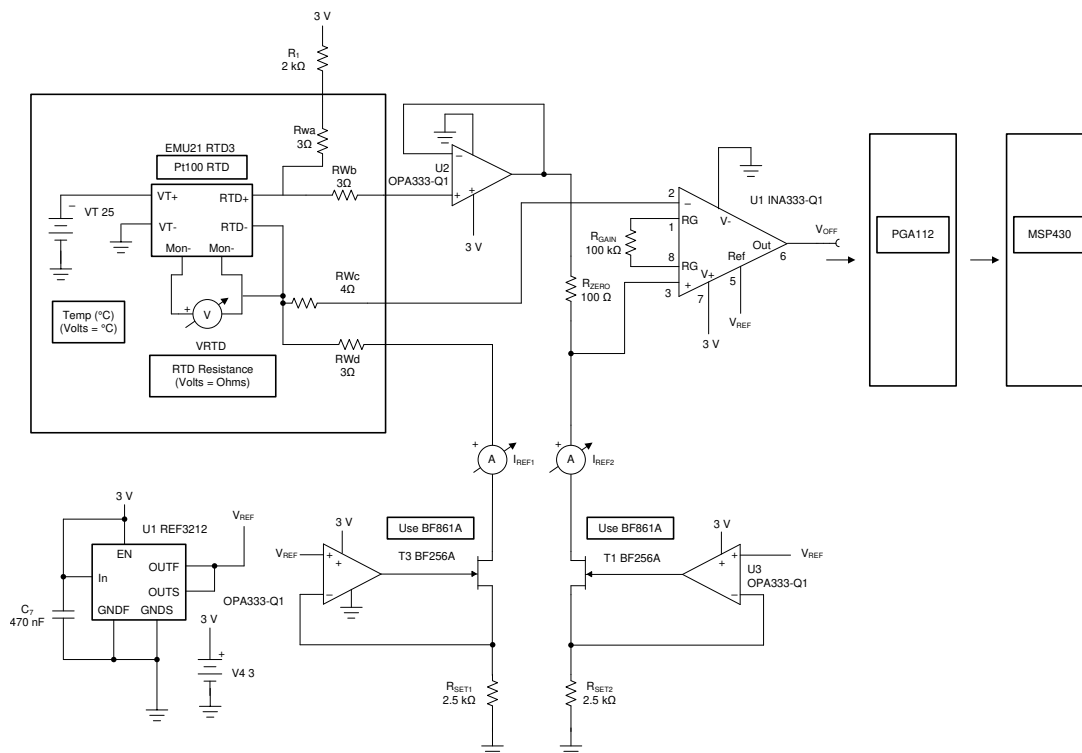 3 V
R1
2 kΩ
Rwa
3Ω
EMU21 RTD3
Pt100 RTD
VT+
RTD+
VT-
RTD-
Mon-
Mon-
VT 25
−
RWb
3Ω
U2
OPA333-Q1
−
+
+
3 V
RWc
4Ω
+
V
VRTD
Temp (°C)
(Volts = °C)
RTD Resistance
(Volts = Ohms)
RWd
3Ω
RZERO
100 Ω
RGAIN
100 kΩ
2
−
1
RG
8
RG
3
+
V+
7
V-
U1 INA333-Q1
Out
6
Ref
5
VOFF
VREF
3 V
PGA112
MSP430
+
A
IREF1
+
A
IREF2
3 V
U1 REF3212
VREF
EN
In
OUTF
OUTS
GNDF
GNDS
C7
470 nF
3 V
+
V4 3
3 V
VREF
+
+
−
OPA333-Q1
Use BF861A
T3 BF256A
Use BF861A
T1 BF256A
3 V
+
+
−
VREF
U3
OPA333-Q1
RSET1
2.5 kΩ
RSET2
2.5 kΩ